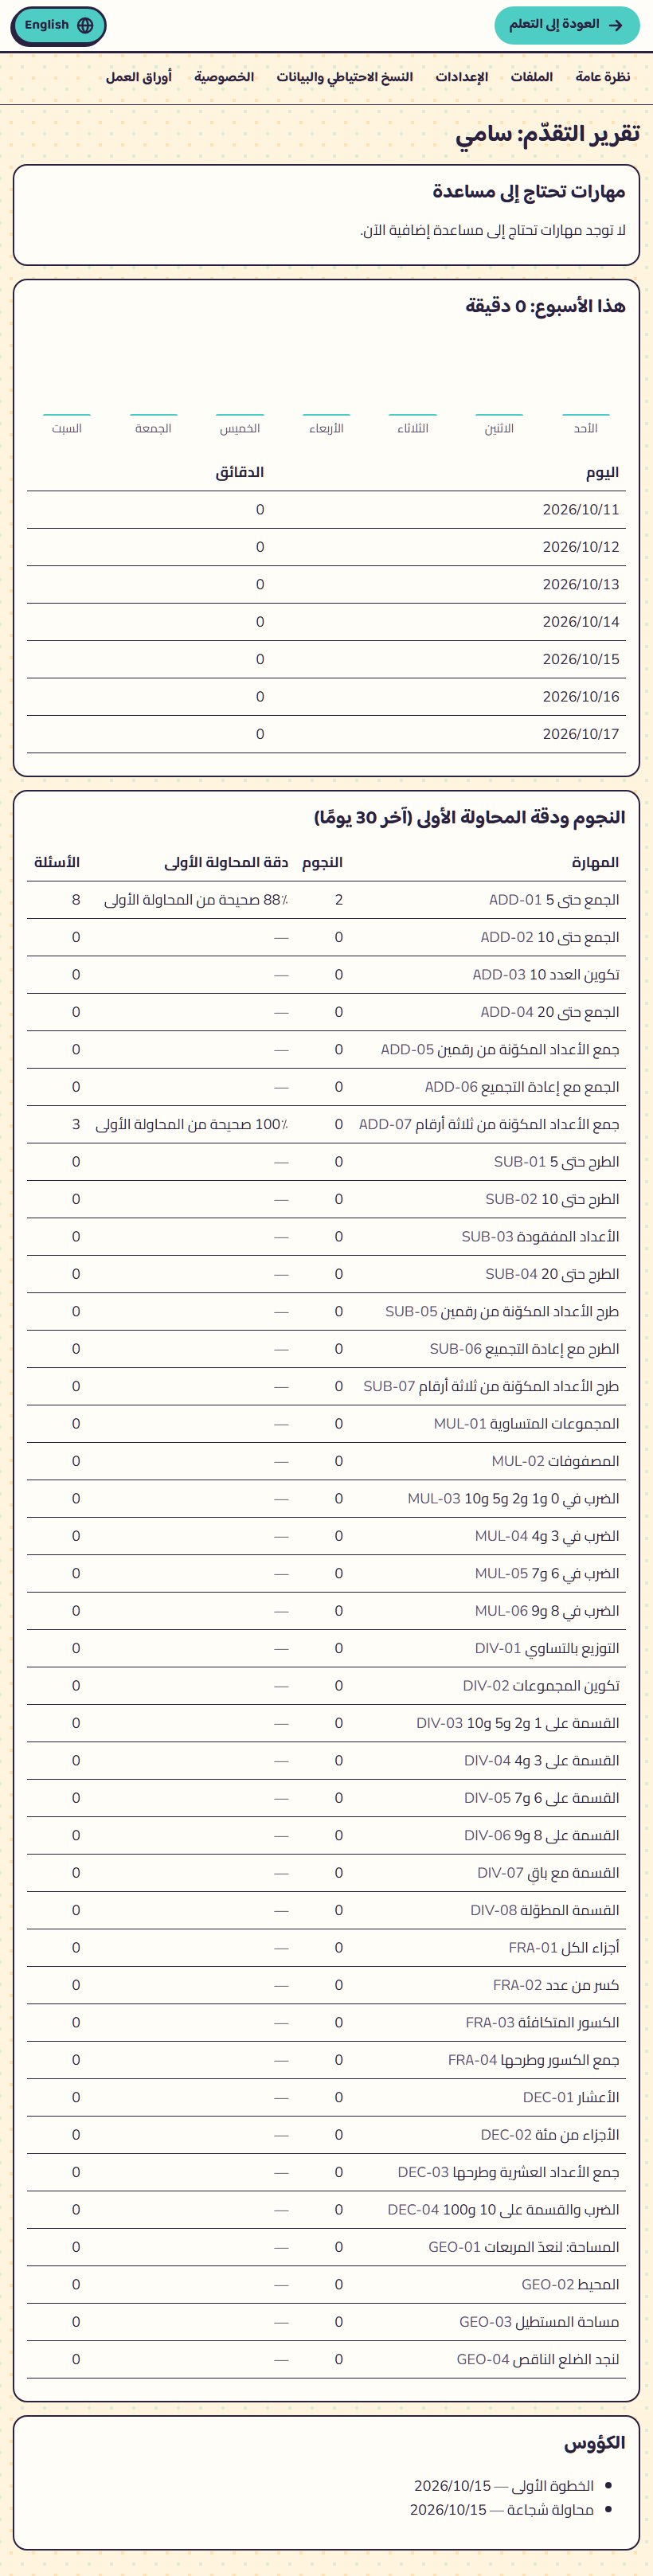 العودة إلى التعلم
English
نظرة عامة الملفات الإعدادات النسخ الاحتياطي والبيانات الخصوصية أوراق العمل
تقرير التقدّم: سامي
مهارات تحتاج إلى مساعدة
لا توجد مهارات تحتاج إلى مساعدة إضافية الآن.
هذا الأسبوع: 0 دقيقة
الأحد الاثنين الثلاثاء الأربعاء الخميس الجمعة السبت
اليوم الدقائق
2026/10/11 0
2026/10/12 0
2026/10/13 0
2026/10/14 0
2026/10/15 0
2026/10/16 0
2026/10/17 0
النجوم ودقة المحاولة الأولى (آخر 30 يومًا)
المهارة النجوم دقة المحاولة الأولى الأسئلة
الجمع حتى 5 ADD-01 2 88٪ صحيحة من المحاولة الأولى 8
الجمع حتى 10 ADD-02 0 — 0
تكوين العدد 10 ADD-03 0 — 0
الجمع حتى 20 ADD-04 0 — 0
جمع الأعداد المكوّنة من رقمين ADD-05 0 — 0
الجمع مع إعادة التجميع ADD-06 0 — 0
جمع الأعداد المكوّنة من ثلاثة أرقام ADD-07 0 100٪ صحيحة من المحاولة الأولى 3
الطرح حتى 5 SUB-01 0 — 0
الطرح حتى 10 SUB-02 0 — 0
الأعداد المفقودة SUB-03 0 — 0
الطرح حتى 20 SUB-04 0 — 0
طرح الأعداد المكوّنة من رقمين SUB-05 0 — 0
الطرح مع إعادة التجميع SUB-06 0 — 0
طرح الأعداد المكوّنة من ثلاثة أرقام SUB-07 0 — 0
المجموعات المتساوية MUL-01 0 — 0
المصفوفات MUL-02 0 — 0
الضرب في 0 و1 و2 و5 و10 MUL-03 0 — 0
الضرب في 3 و4 MUL-04 0 — 0
الضرب في 6 و7 MUL-05 0 — 0
الضرب في 8 و9 MUL-06 0 — 0
التوزيع بالتساوي DIV-01 0 — 0
تكوين المجموعات DIV-02 0 — 0
القسمة على 1 و2 و5 و10 DIV-03 0 — 0
القسمة على 3 و4 DIV-04 0 — 0
القسمة على 6 و7 DIV-05 0 — 0
القسمة على 8 و9 DIV-06 0 — 0
القسمة مع باقٍ DIV-07 0 — 0
القسمة المطوّلة DIV-08 0 — 0
أجزاء الكل FRA-01 0 — 0
كسر من عدد FRA-02 0 — 0
الكسور المتكافئة FRA-03 0 — 0
جمع الكسور وطرحها FRA-04 0 — 0
الأعشار DEC-01 0 — 0
الأجزاء من مئة DEC-02 0 — 0
جمع الأعداد العشرية وطرحها DEC-03 0 — 0
الضرب والقسمة على 10 و100 DEC-04 0 — 0
المساحة: لنعدّ المربعات GEO-01 0 — 0
المحيط GEO-02 0 — 0
مساحة المستطيل GEO-03 0 — 0
لنجد الضلع الناقص GEO-04 0 — 0
الكؤوس
الخطوة الأولى — 2026/10/15
محاولة شجاعة — 2026/10/15